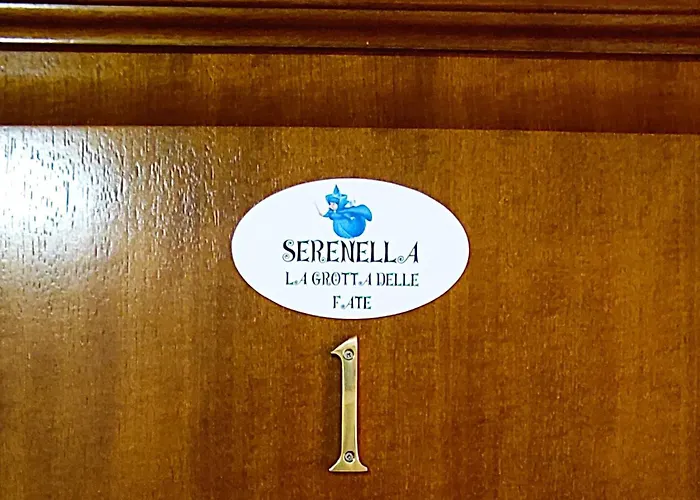 SERENELLA
LA GROTTA DELLE
FATE
1